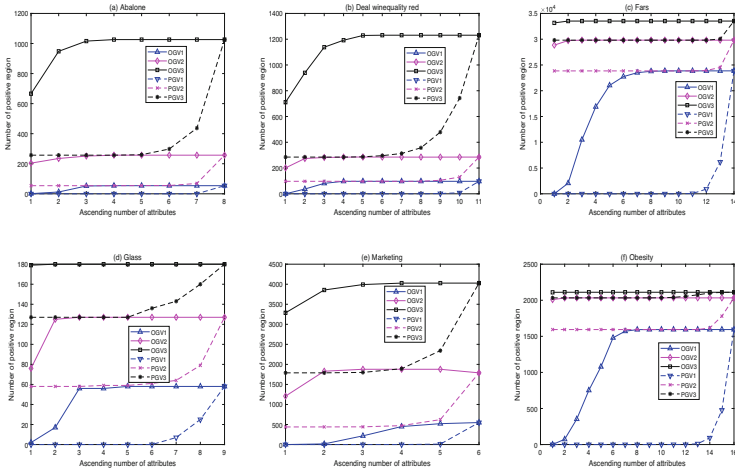 (a) Abalone
Number of positive region
1200
1000
800
600
400
200
0
OGV1
OGV2
OGV3
PGV1
PGV2
PGV3
1 2 3 4 5 6 7 8
Ascending number of attributes
(b) Deal winequality red
Number of positive region
1400
1200
1000
800
600
400
200
0
OGV1
OGV2
OGV3
PGV1
PGV2
PGV3
1 2 3 4 5 6 7 8 9 10 11
Ascending number of attributes
(c) Fars
×10⁴
Number of positive region
3.5
3
2.5
2
1.5
1
0.5
0
OGV1
OGV2
OGV3
PGV1
PGV2
PGV3
0 2 4 6 8 10 12 14
Ascending number of attributes
(d) Glass
Number of positive region
180
160
140
120
100
80
60
40
20
0
OGV1
OGV2
OGV3
PGV1
PGV2
PGV3
1 2 3 4 5 6 7 8 9
Ascending number of attributes
(e) Marketing
Number of positive region
4500
4000
3500
3000
2500
2000
1500
1000
500
0
OGV1
OGV2
OGV3
PGV1
PGV2
PGV3
1 2 3 4 5 6
Ascending number of attributes
(f) Obesity
Number of positive region
2500
2000
1500
1000
500
0
OGV1
OGV2
OGV3
PGV1
PGV2
PGV3
0 2 4 6 8 10 12 14 16
Ascending number of attributes